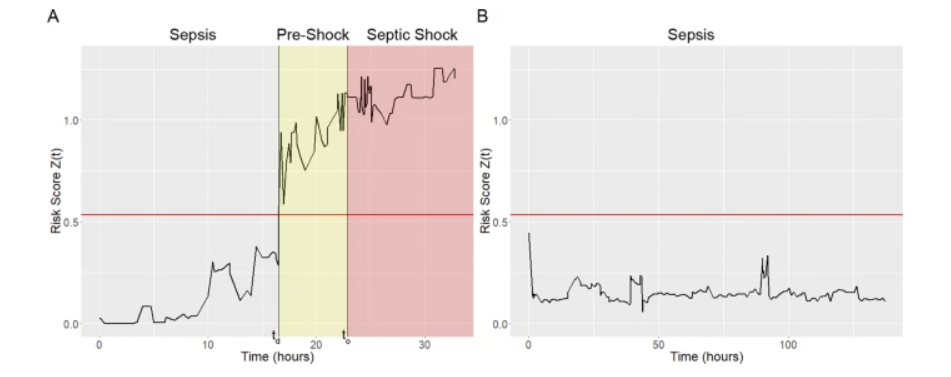 A
Sepsis Pre-Shock Septic Shock
Risk Score Z(t)
1.0
0.5
0.0
0 10 20 30
t t
Time (hours)
B
Sepsis
Risk Score Z(t)
1.0
0.5
0.0
0 50 100
Time (hours)